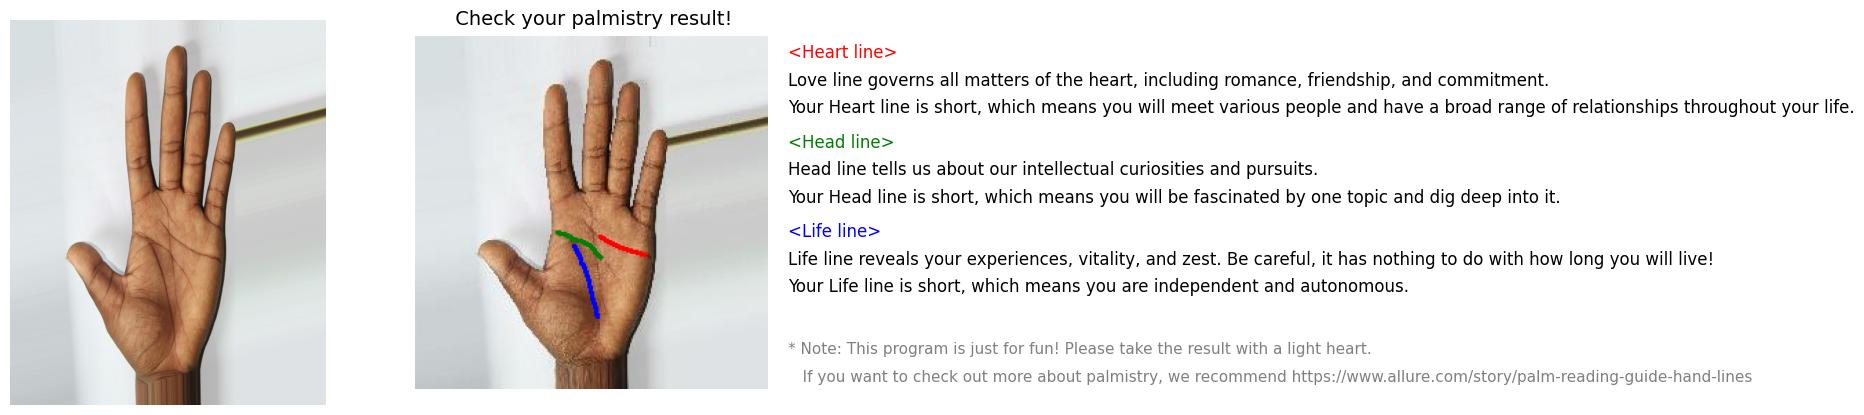 Check your palmistry result!
<Heart line>
Love line governs all matters of the heart, including romance, friendship, and commitment.
Your Heart line is short, which means you will meet various people and have a broad range of relationships throughout your life.
<Head line>
Head line tells us about our intellectual curiosities and pursuits.
Your Head line is short, which means you will be fascinated by one topic and dig deep into it.
<Life line>
Life line reveals your experiences, vitality, and zest. Be careful, it has nothing to do with how long you will live!
Your Life line is short, which means you are independent and autonomous.
* Note: This program is just for fun! Please take the result with a light heart.
If you want to check out more about palmistry, we recommend https://www.allure.com/story/palm-reading-guide-hand-lines